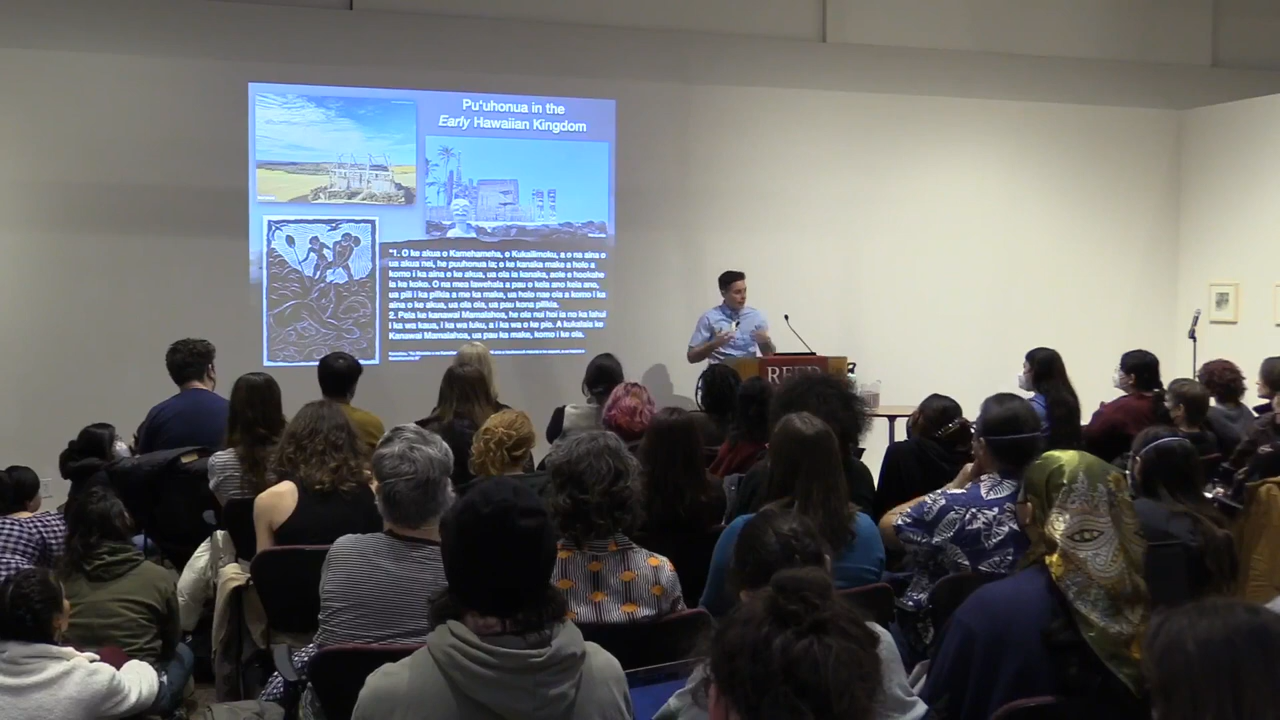 Puʻuhonua in the
Early Hawaiian Kingdom
"1. O ke akua o Kamehameha, o Kukailimoku, a o na aina o
ua akua nei, he puuhonua ia; o ke kanaka make a holo a
komo i ka aina o ke akua, ua ola ia kanaka, aole e hookahe
ia ke koko. O na mea lawehala a pau o kela ano keia ano,
ua pili i ka pilikia a me ka make, ua holo nae ola a komo i ka
aina o ke akua, ua ola ola, ua pau kona pilikia.
2. Pela ke kanawai Mamalahoa, he ola nui hoi ia no ka lahui
i ka wa kaua, i ka wa luku, a i ka wa o ke pio. A kukalaia ke
Kanawai Mamalahoa, ua pau ka make, komo i ke ola.
REED